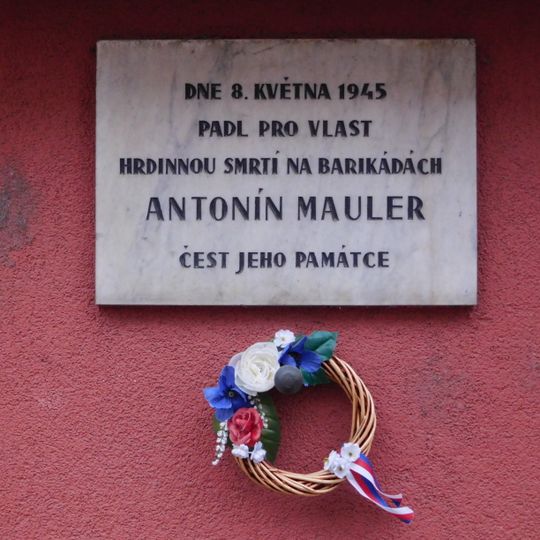 DNE 8. KVĚTNA 1945
PADL PRO VLAST
HRDINNOU SMRTÍ NA BARIKÁDÁCH
ANTONÍN MAULER
ČEST JEHO PAMÁTCE